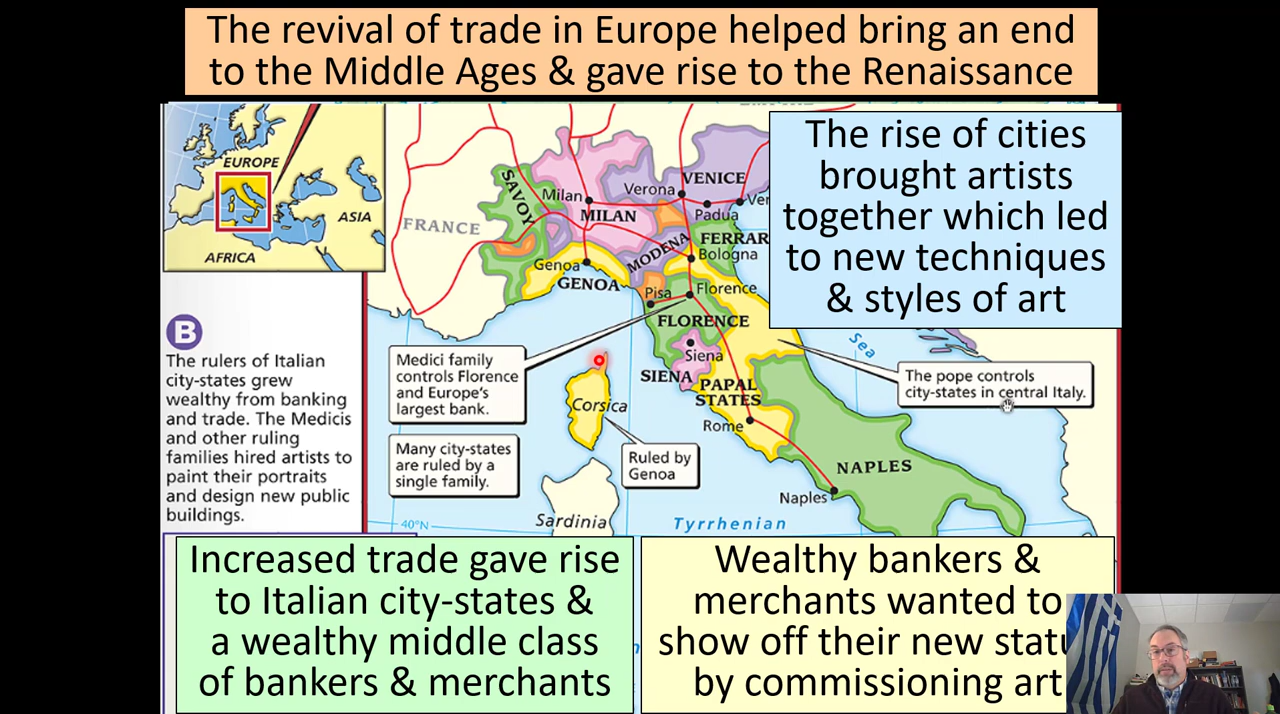 The revival of trade in Europe helped bring an end
to the Middle Ages & gave rise to the Renaissance
EUROPE
ASIA
AFRICA
B
The rulers of Italian
city-states grew
wealthy from banking
and trade. The Medicis
and other ruling
families hired artists to
paint their portraits
and design new public
buildings.
FRANCE
SAVOY
Milan
MILAN
Verona
VENICE
Padua
Ven
Genoa
GENOA
MODENA
FERRAR
Bologna
Pisa
Florence
FLORENCE
Siena
SIENA
PAPAL
STATES
Rome
NAPLES
Naples
Corsica
Sardinia
Tyrrhenian
Sea
40°N
Medici family
controls Florence
and Europe's
largest bank.
Many city-states
are ruled by a
single family.
Ruled by
Genoa
The pope controls
city-states in central Italy.
The rise of cities
brought artists
together which led
to new techniques
& styles of art
Increased trade gave rise
to Italian city-states &
a wealthy middle class
of bankers & merchants
Wealthy bankers &
merchants wanted to
show off their new statu
by commissioning art